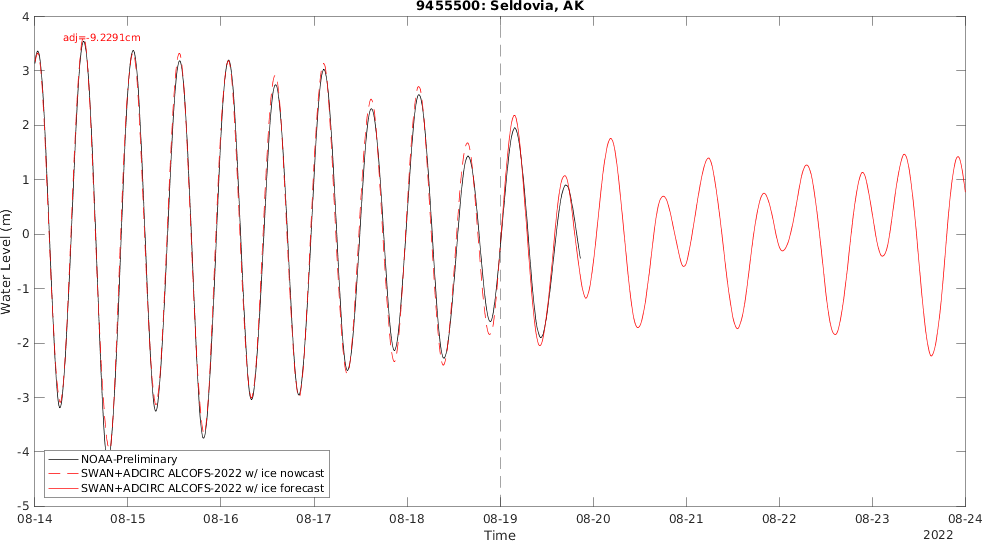 9455500: Seldovia, AK
adj=-9.2291cm
Water Level (m)
4
3
2
1
0
-1
-2
-3
-4
-5
NOAA-Preliminary
SWAN+ADCIRC ALCOFS-2022 w/ ice nowcast
SWAN+ADCIRC ALCOFS-2022 w/ ice forecast
08-14 08-15 08-16 08-17 08-18 08-19 08-20 08-21 08-22 08-23 08-24
Time
2022